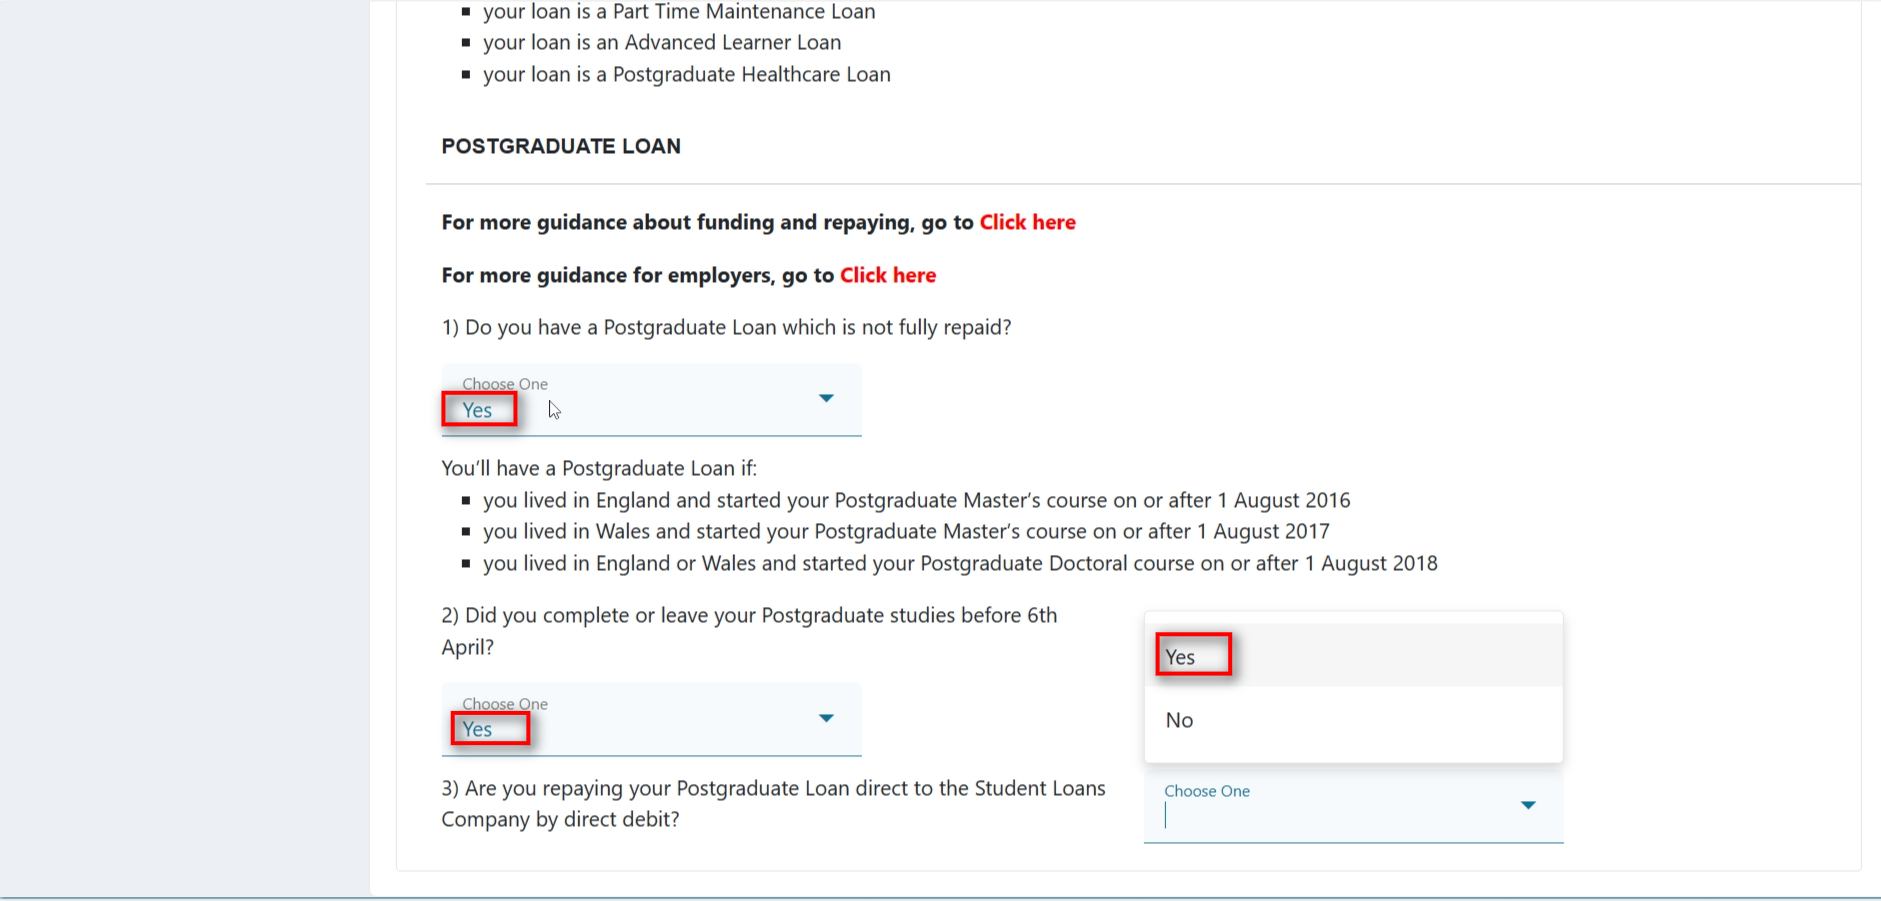 your loan is a Part Time Maintenance Loan
your loan is an Advanced Learner Loan
your loan is a Postgraduate Healthcare Loan
POSTGRADUATE LOAN
For more guidance about funding and repaying, go to Click here
For more guidance for employers, go to Click here
1) Do you have a Postgraduate Loan which is not fully repaid?
Choose One
Yes
You’ll have a Postgraduate Loan if:
you lived in England and started your Postgraduate Master’s course on or after 1 August 2016
you lived in Wales and started your Postgraduate Master’s course on or after 1 August 2017
you lived in England or Wales and started your Postgraduate Doctoral course on or after 1 August 2018
2) Did you complete or leave your Postgraduate studies before 6th
April?
Choose One
Yes
3) Are you repaying your Postgraduate Loan direct to the Student Loans
Company by direct debit?
Yes
No
Choose One